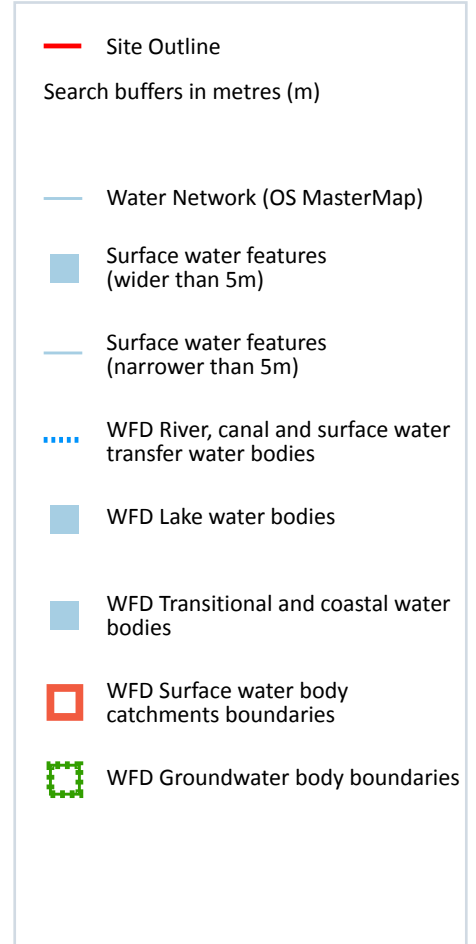 Site Outline
Search buffers in metres (m)
Water Network (OS MasterMap)
Surface water features
(wider than 5m)
Surface water features
(narrower than 5m)
WFD River, canal and surface water
transfer water bodies
WFD Lake water bodies
WFD Transitional and coastal water
bodies
WFD Surface water body
catchments boundaries
WFD Groundwater body boundaries